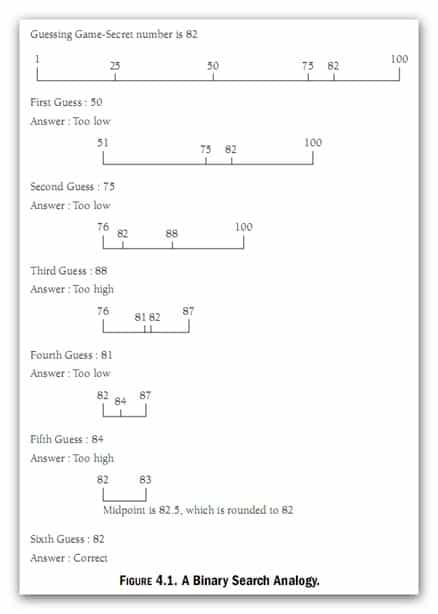 Guessing Game-Secret number is 82
1 25 50 75 82 100
First Guess : 50
Answer : Too low
51 75 82 100
Second Guess : 75
Answer : Too low
76 82 88 100
Third Guess : 88
Answer : Too high
76 81 82 87
Fourth Guess : 81
Answer : Too low
82 84 87
Fifth Guess : 84
Answer : Too high
82 83
Midpoint is 82.5, which is rounded to 82
Sixth Guess : 82
Answer : Correct
FIGURE 4.1. A Binary Search Analogy.